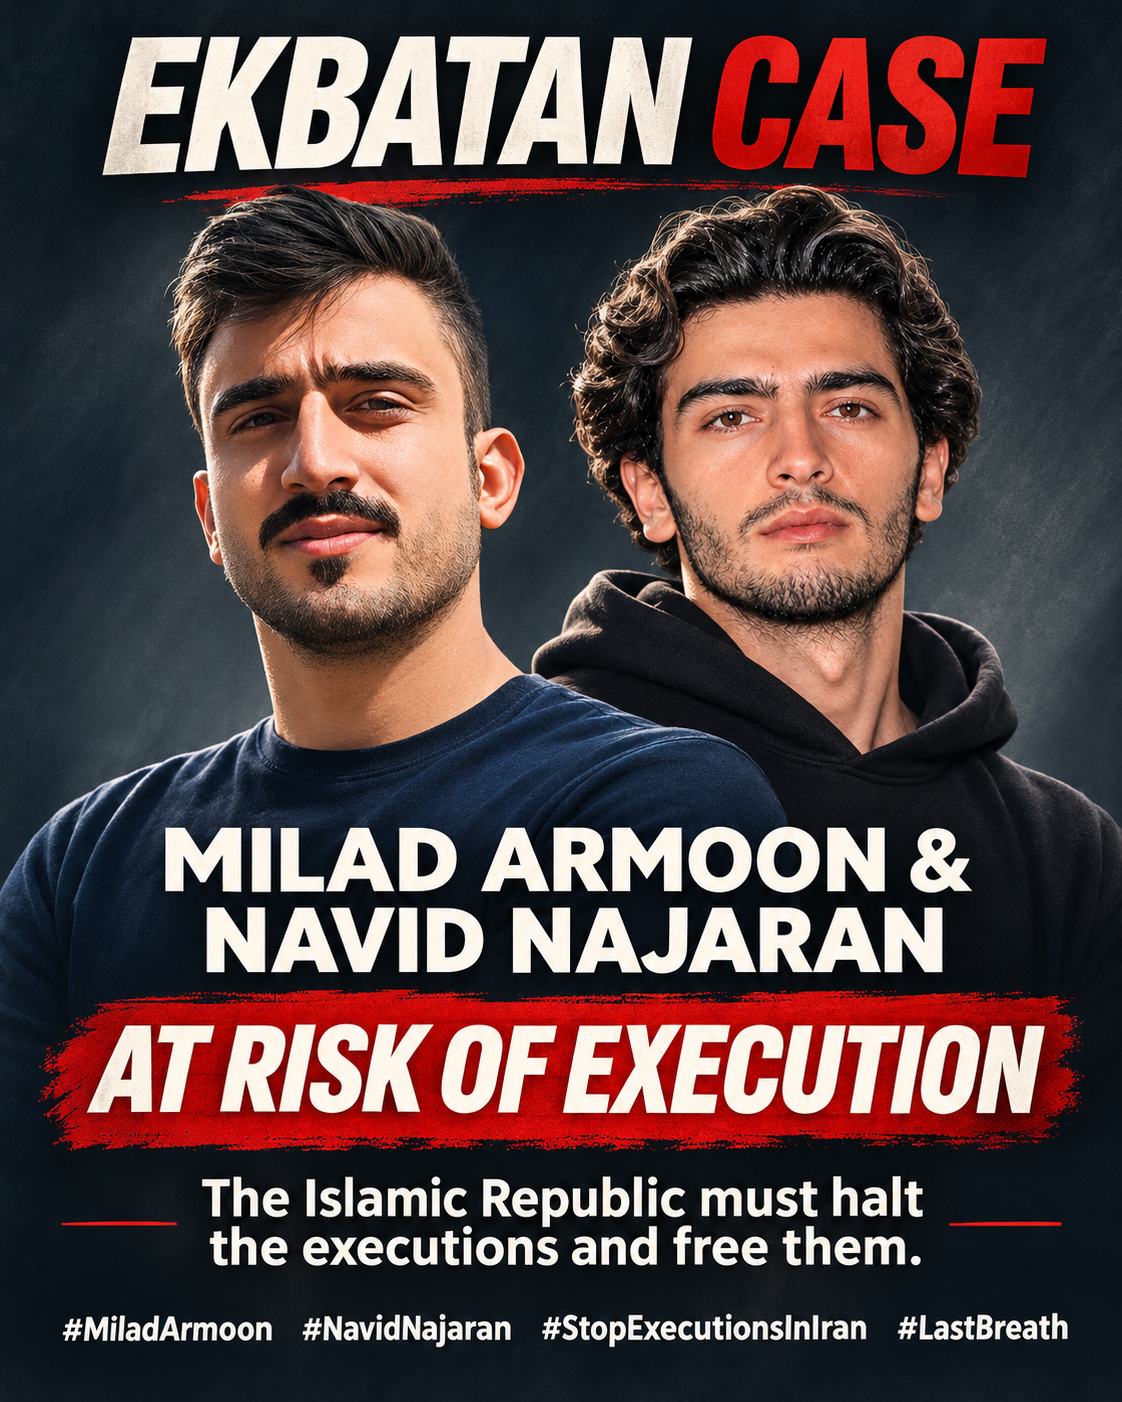 EKBATAN CASE
MILAD ARMOON &
NAVID NAJARAN
AT RISK OF EXECUTION
The Islamic Republic must halt
the executions and free them.
#MiladArmoon #NavidNajaran #StopExecutionsInIran #LastBreath